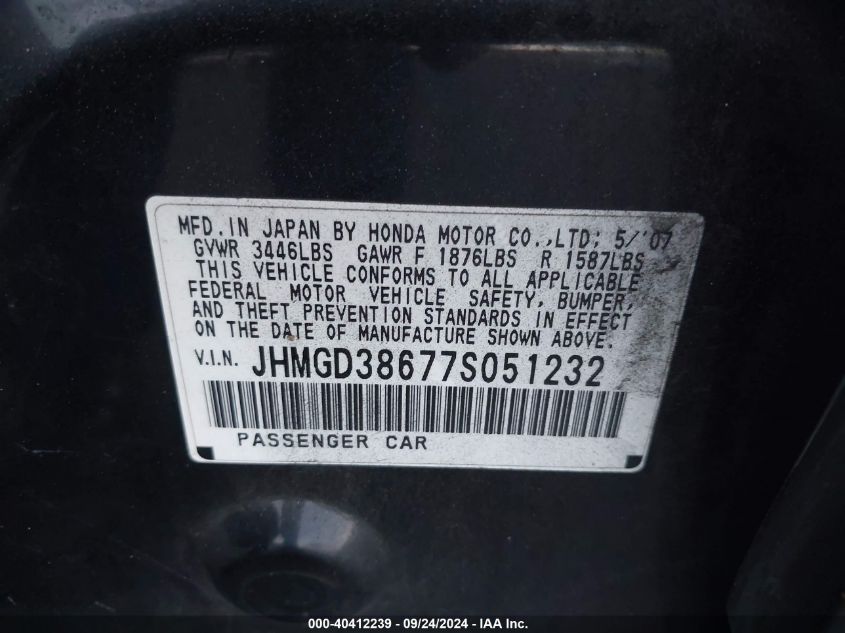 MFD. IN JAPAN BY HONDA MOTOR CO.,LTD; 5/'07
GVWR 3446LBS GAWR F 1876LBS R 1587LBS
THIS VEHICLE CONFORMS TO ALL APPLICABLE
FEDERAL MOTOR VEHICLE SAFETY, BUMPER,
AND THEFT PREVENTION STANDARDS IN EFFECT
ON THE DATE OF MANUFACTURE SHOWN ABOVE.
V.I.N. JHMGD38677S051232
PASSENGER CAR
000-40412239 - 09/24/2024 - IAA Inc.